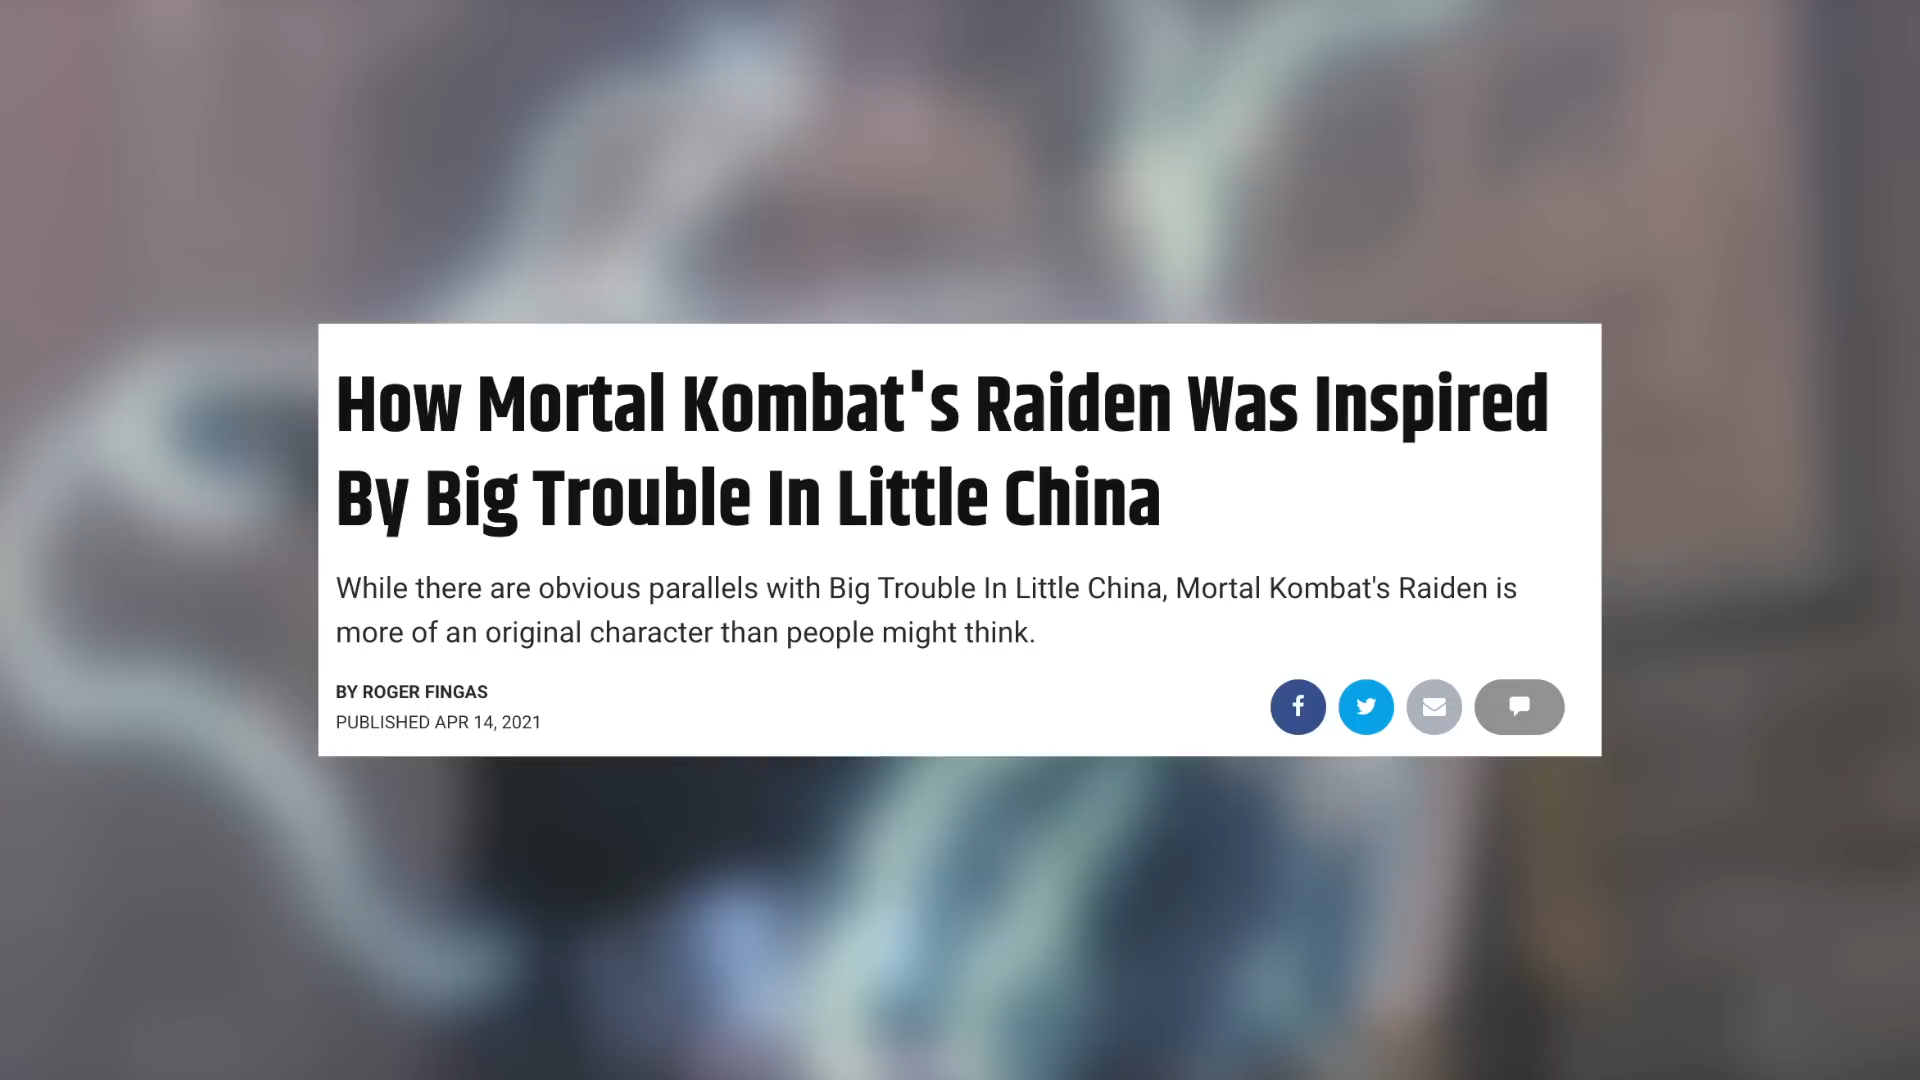 How Mortal Kombat's Raiden Was Inspired
By Big Trouble In Little China
While there are obvious parallels with Big Trouble In Little China, Mortal Kombat's Raiden is
more of an original character than people might think.
BY ROGER FINGAS
PUBLISHED APR 14, 2021